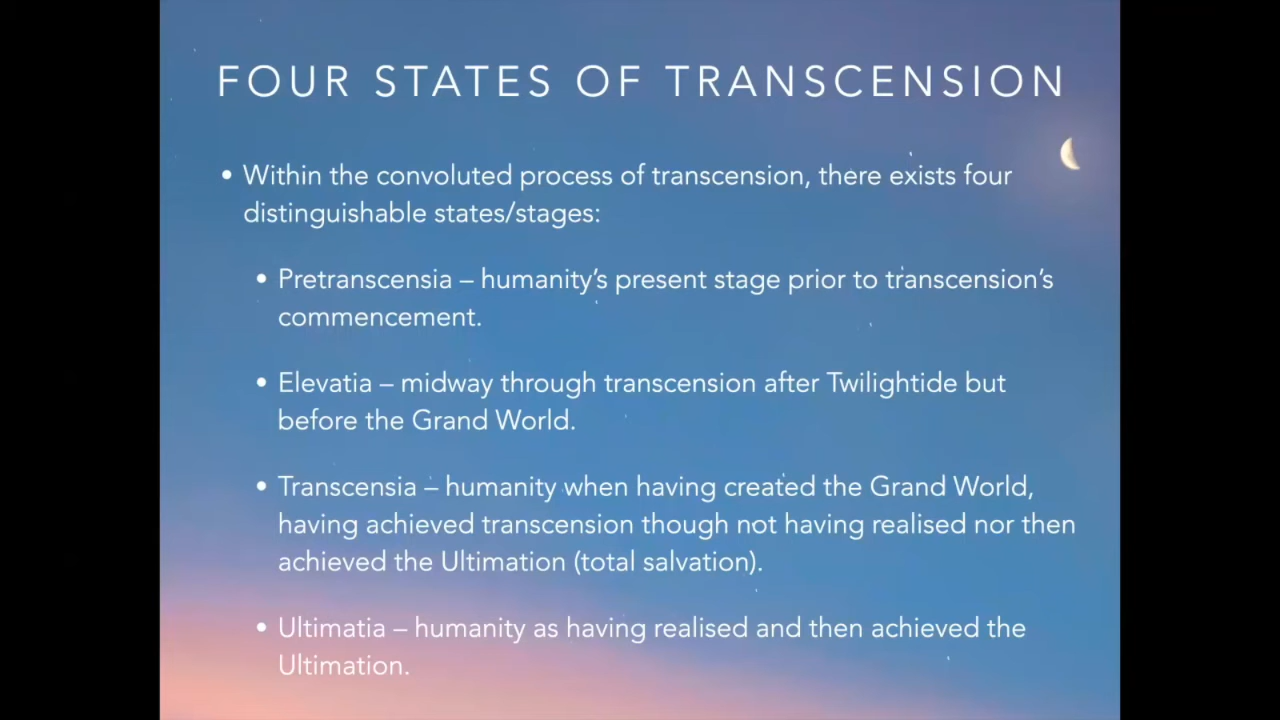 FOUR STATES OF TRANSCENSION
• Within the convoluted process of transcension, there exists four
distinguishable states/stages:
• Pretranscensia – humanity’s present stage prior to transcension’s
commencement.
• Elevatia – midway through transcension after Twilightide but
before the Grand World.
• Transcensia – humanity when having created the Grand World,
having achieved transcension though not having realised nor then
achieved the Ultimation (total salvation).
• Ultimatia – humanity as having realised and then achieved the
Ultimation.